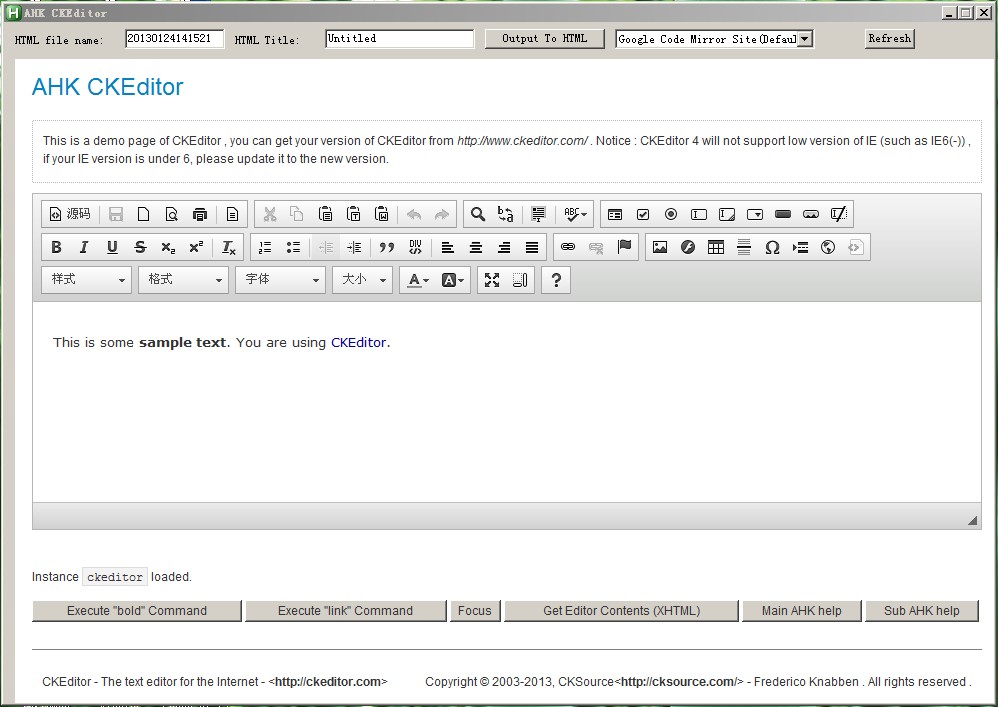 AHK CKEditor
HTML file name: 20130124141521 HTML Title: Untitled Output To HTML Google Code Mirror Site(Defaul Refresh
AHK CKEditor
This is a demo page of CKEditor , you can get your version of CKEditor from http://www.ckeditor.com/ . Notice : CKEditor 4 will not support low version of IE (such as IE6(-)) ,
if your IE version is under 6, please update it to the new version.
源码 ABC
B I U S x₂ x² Tx DIV Ω
样式 格式 字体 大小 A A ?
This is some sample text. You are using CKEditor.
Instance ckeditor loaded.
Execute "bold" Command Execute "link" Command Focus Get Editor Contents (XHTML) Main AHK help Sub AHK help
CKEditor - The text editor for the Internet - <http://ckeditor.com> Copyright © 2003-2013, CKSource<http://cksource.com/> - Frederico Knabben . All rights reserved .